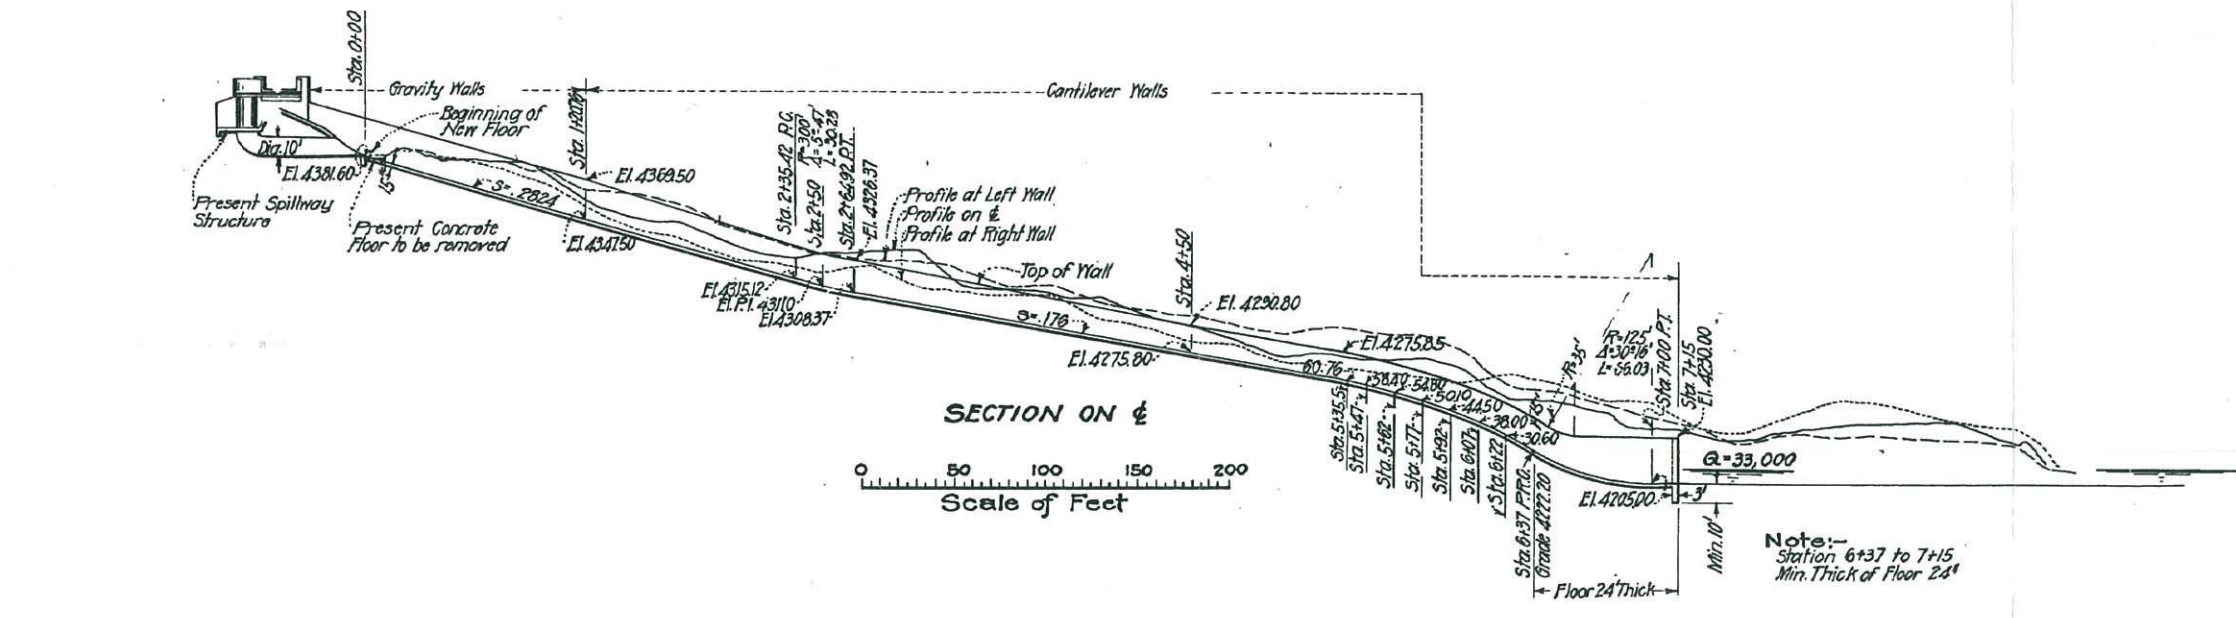 Sta. 0+00
Gravity Walls
Cantilever Walls
Beginning of
New Floor
Sta. 1+20.76
Dia. 10'
El. 4381.60
15"
Present Spillway
Structure
Present Concrete
Floor to be removed
S= .2824
El. 4369.50
El. 4347.50
Sta. 2+35.42 P.C.
R=300'
Δ=5°-47'
L=30.28
Sta. 2+50
Sta. 2+64.92 P.T.
El. 4326.37
Profile at Left Wall
Profile on ℄
Profile at Right Wall
Top of Wall
El. 4315.12
El. P.I. 4311.0
El. 4308.37
S= .176
Sta. 4+50
El. 4290.80
El. 4275.80
El. 4275.85
60.76
58.40
54.80
50.10
44.50
38.00
30.60
Sta. 5+35.5
Sta. 5+47
Sta. 5+62
Sta. 5+77
Sta. 5+92
Sta. 6+07
Sta. 6+22
Sta. 6+37 P.R.C.
Grade 4222.20
15'
R=35'
R=125'
Δ=30°16'
L=66.03
Sta. 7+00 P.T.
Sta. 7+15
El. 4230.00
Q=33,000
El. 4205.00
3'
Min. 10'
Floor 24" Thick
SECTION ON ℄
0 50 100 150 200
Scale of Feet
Note:-
Station 6+37 to 7+15
Min. Thick of Floor 24"